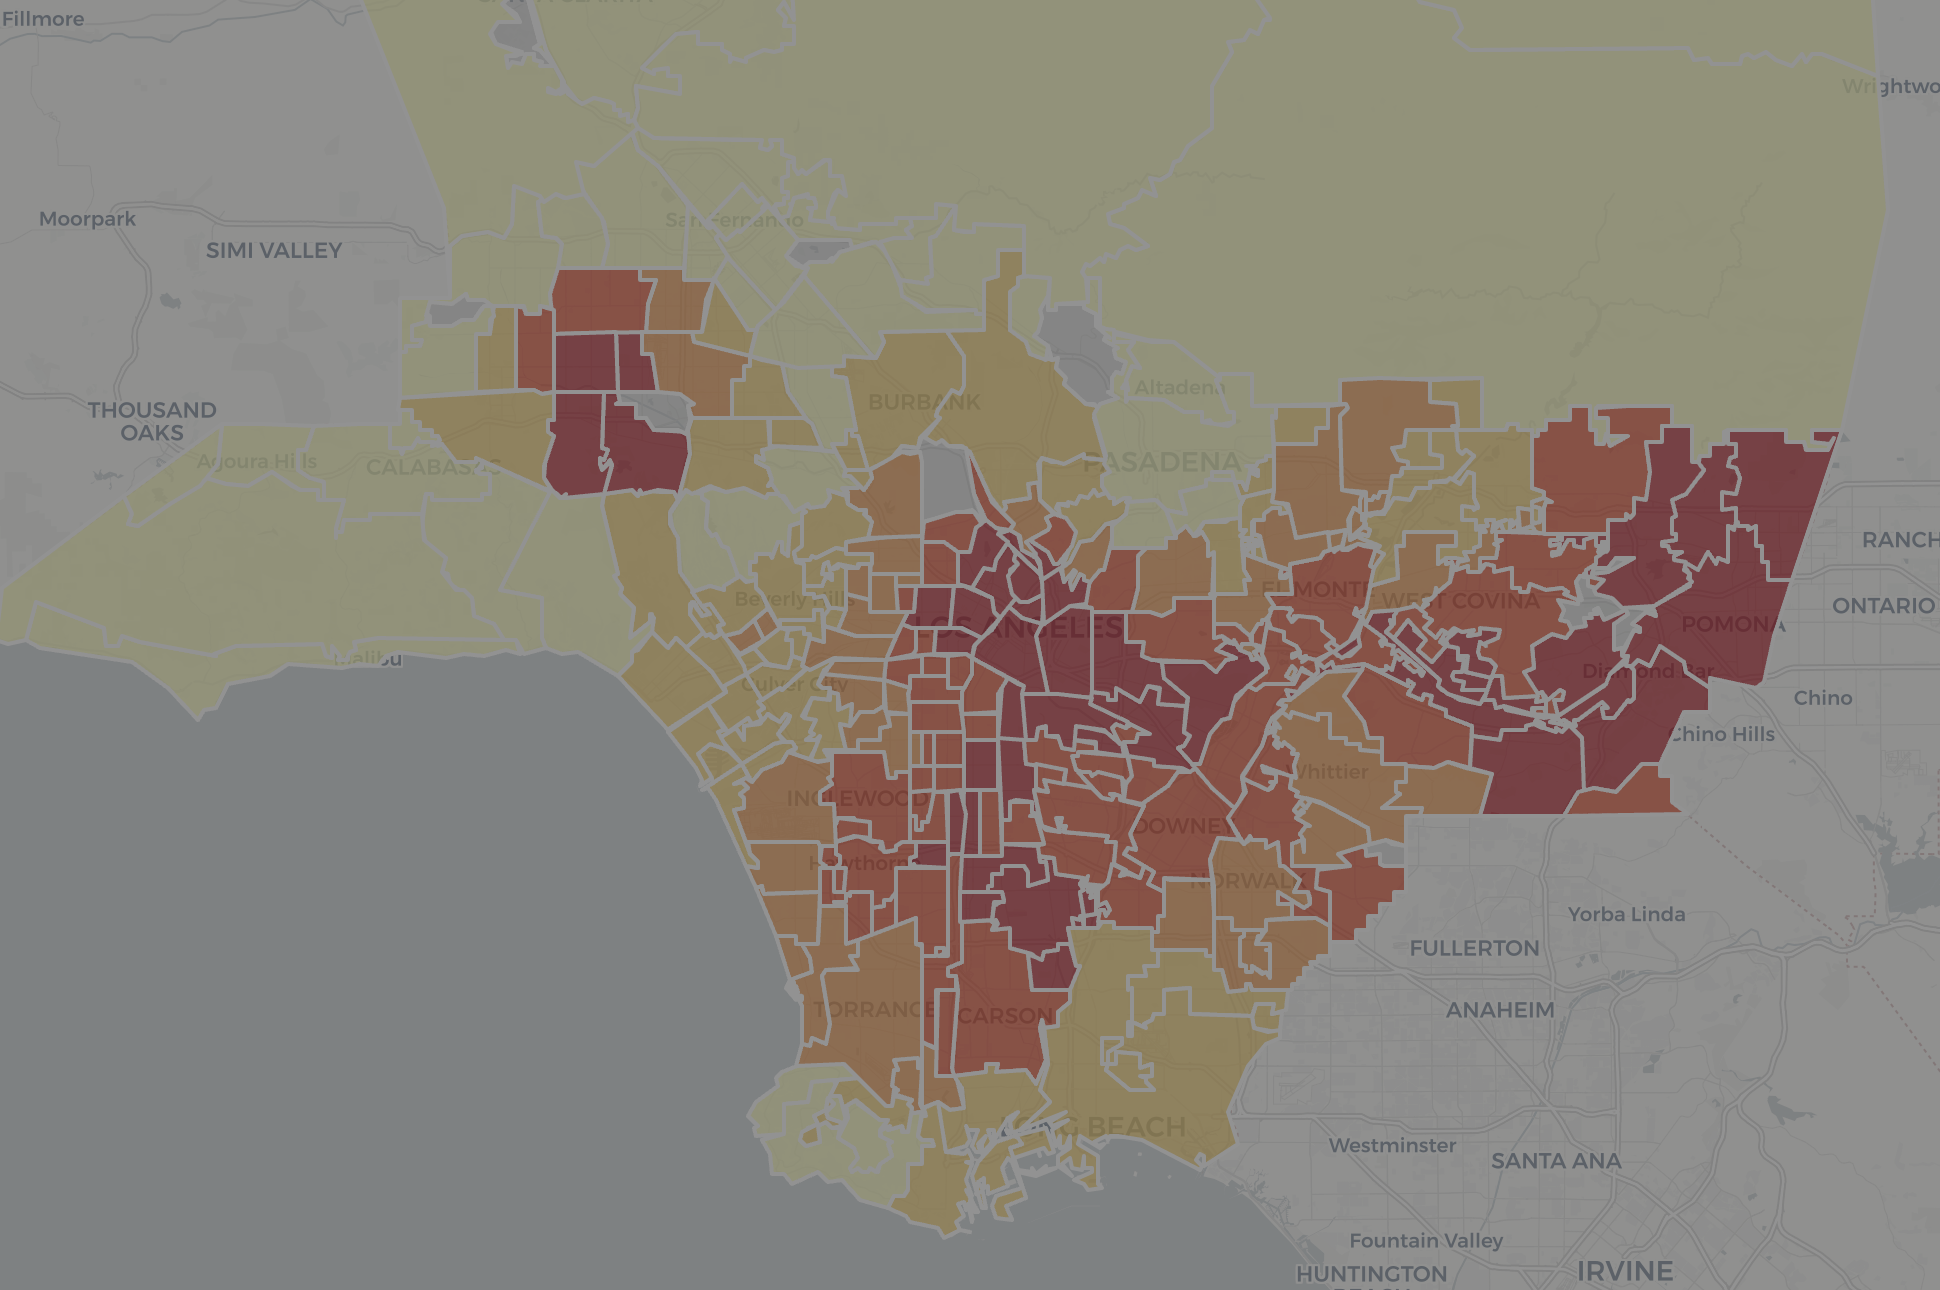 Fillmore
Wrightwo
Moorpark
San Fernando
SIMI VALLEY
Altadena
BURBANK
THOUSAND
OAKS
Agoura Hills
CALABASAS
PASADENA
RANCH
EL MONTE
WEST COVINA
Beverly Hills
ONTARIO
LOS ANGELES
POMONA
Malibu
Diamond Bar
Culver City
Chino
Chino Hills
Whittier
INGLEWOOD
DOWNEY
Hawthorne
NORWALK
Yorba Linda
FULLERTON
TORRANCE
CARSON
ANAHEIM
LONG BEACH
Westminster
SANTA ANA
Fountain Valley
HUNTINGTON
IRVINE